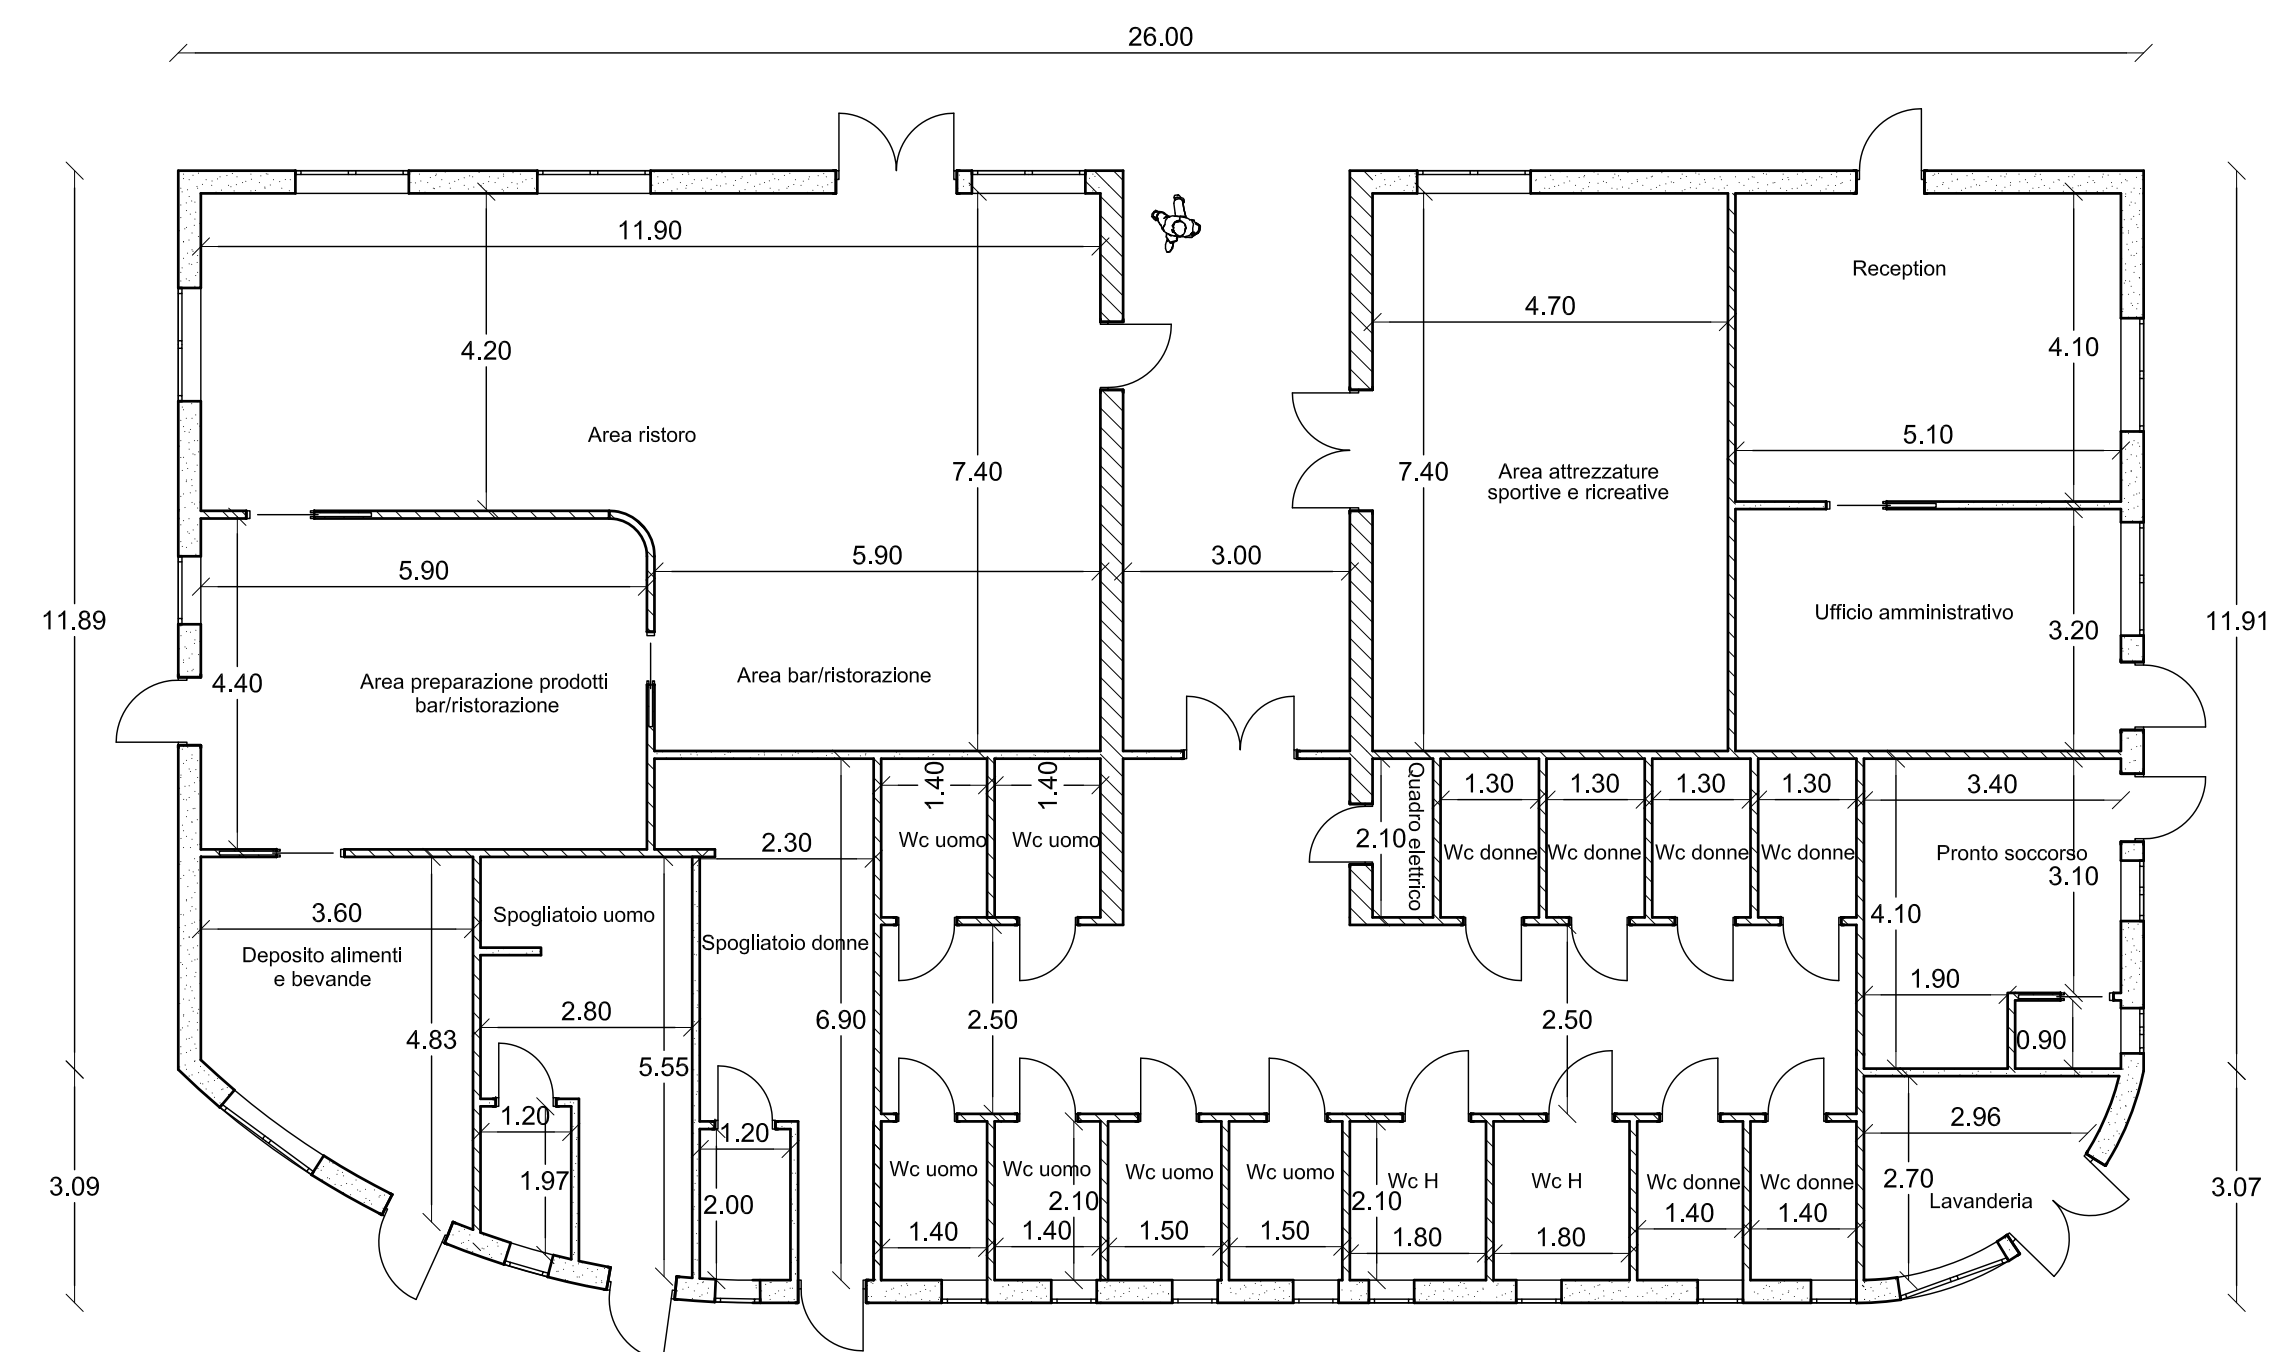 26.00
11.90
Reception
4.70
4.20
4.10
Area ristoro
5.10
7.40
7.40
Area attrezzature
sportive e ricreative
5.90
5.90
3.00
11.89
Ufficio amministrativo
11.91
3.20
4.40
Area preparazione prodotti
bar/ristorazione
Area bar/ristorazione
1.40
1.40
Quadro elettrico
1.30
1.30
1.30
1.30
3.40
2.30
Wc uomo
Wc uomo
2.10
Wc donne
Wc donne
Wc donne
Wc donne
Pronto soccorso
3.10
3.60
Spogliatoio uomo
4.10
Deposito alimenti
e bevande
Spogliatoio donne
1.90
2.80
4.83
6.90
2.50
2.50
0.90
5.55
1.20
1.20
2.96
3.09
1.97
2.00
Wc uomo
Wc uomo
Wc uomo
Wc uomo
Wc H
Wc H
Wc donne
Wc donne
2.70
3.07
2.10
2.10
Lavanderia
1.40
1.40
1.50
1.50
1.80
1.80
1.40
1.40